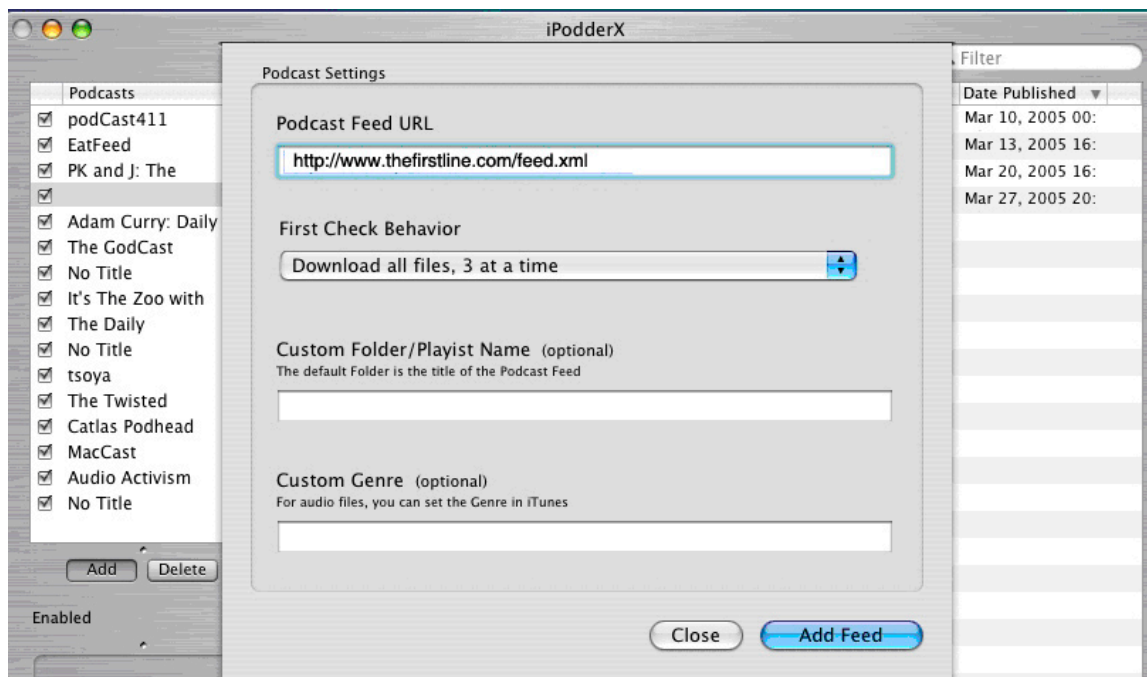 iPodderX
Filter
Podcasts
podCast411
EatFeed
PK and J: The
Adam Curry: Daily
The GodCast
No Title
It's The Zoo with
The Daily
No Title
tsoya
The Twisted
Catlas Podhead
MacCast
Audio Activism
No Title
Add
Delete
Enabled
Podcast Settings
Podcast Feed URL
http://www.thefirstline.com/feed.xml
First Check Behavior
Download all files, 3 at a time
Custom Folder/Playist Name (optional)
The default Folder is the title of the Podcast Feed
Custom Genre (optional)
For audio files, you can set the Genre in iTunes
Close
Add Feed
Date Published
Mar 10, 2005 00:
Mar 13, 2005 16:
Mar 20, 2005 16:
Mar 27, 2005 20: